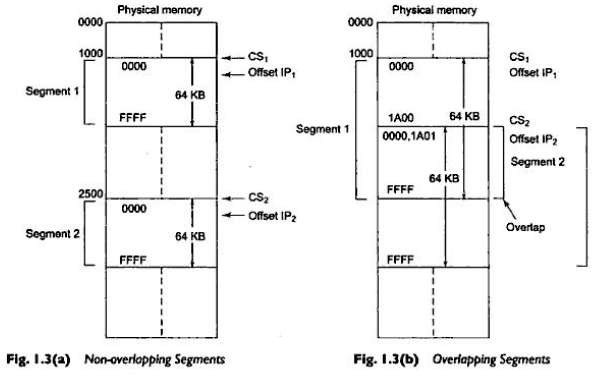 Physical memory
0000
1000
CS1
0000
Offset IP1
Segment 1
64 KB
FFFF
2500
CS2
0000
Offset IP2
Segment 2
64 KB
FFFF
Fig. 1.3(a) Non-overlapping Segments
Physical memory
0000
1000
CS1
0000
Offset IP1
64 KB
1A00
CS2
Segment 1
0000,1A01
Offset IP2
Segment 2
64 KB
FFFF
Overlap
FFFF
Fig. 1.3(b) Overlapping Segments